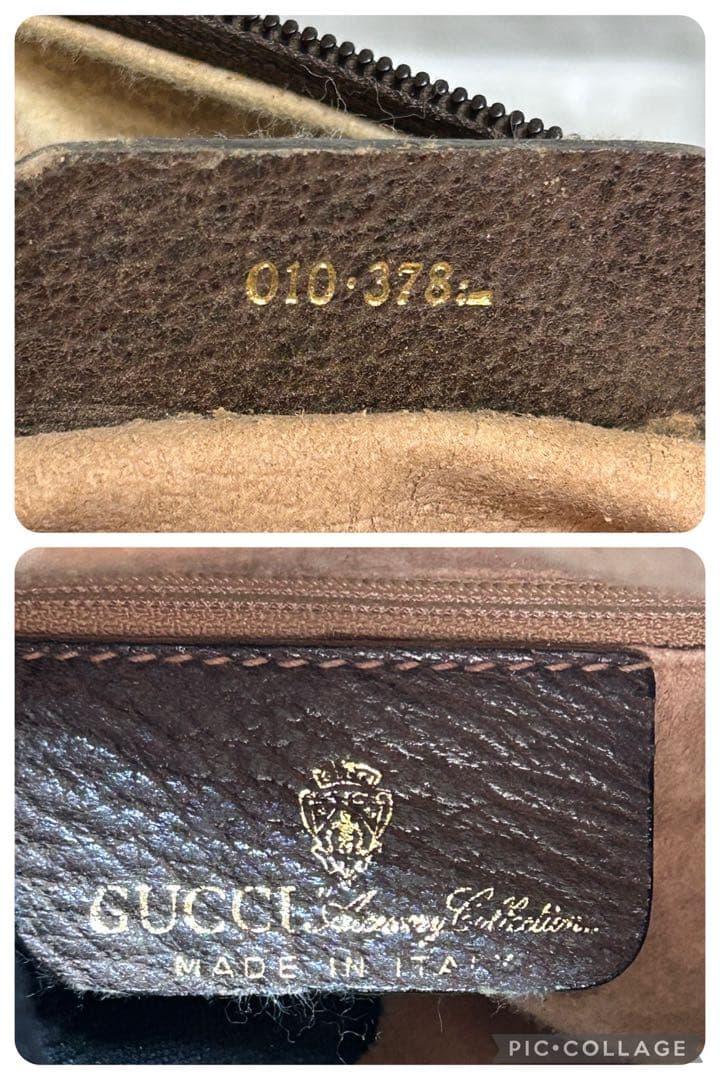 010·378
GUCCI Accessory Collection
MADE IN ITALY
PIC•COLLAGE